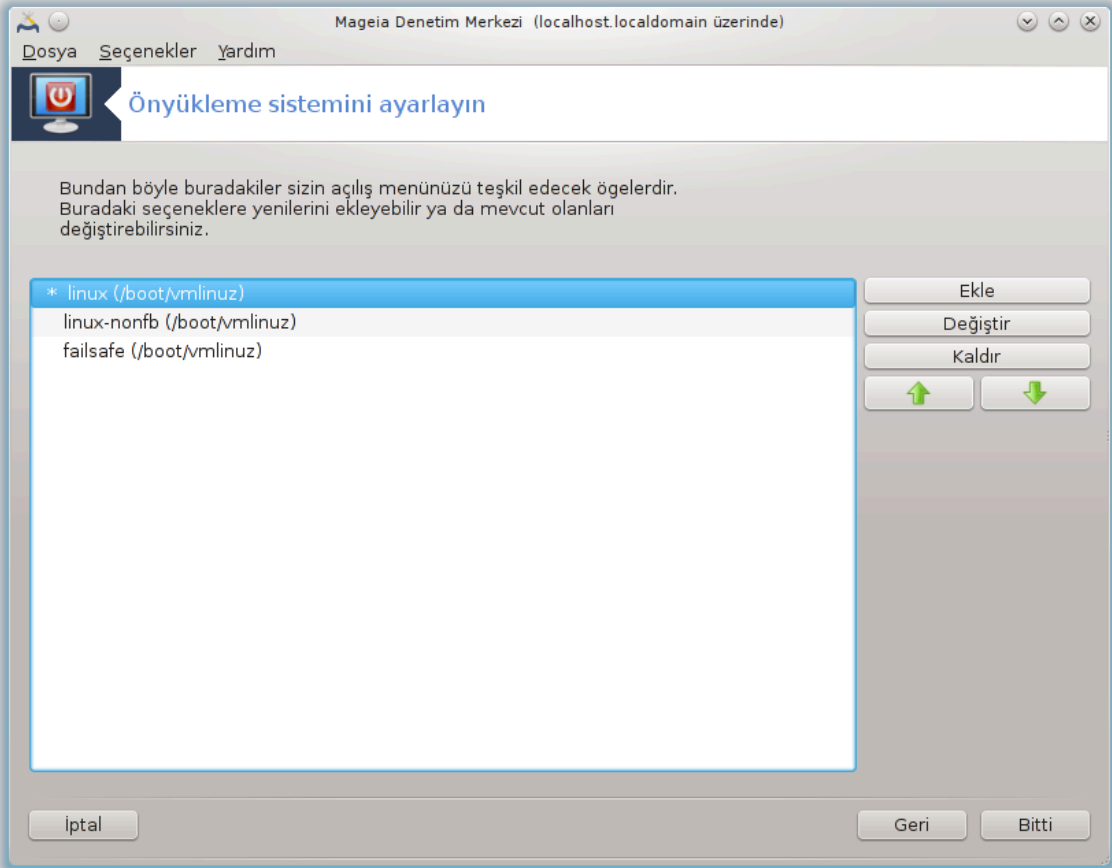 Mageia Denetim Merkezi (localhost.localdomain üzerinde)
Dosya Seçenekler Yardım
Önyükleme sistemini ayarlayın
Bundan böyle buradakiler sizin açılış menünüzü teşkil edecek ögelerdir.
Buradaki seçeneklere yenilerini ekleyebilir ya da mevcut olanları
değiştirebilirsiniz.
* linux (/boot/vmlinuz)
linux-nonfb (/boot/vmlinuz)
failsafe (/boot/vmlinuz)
Ekle
Değiştir
Kaldır
İptal
Geri
Bitti